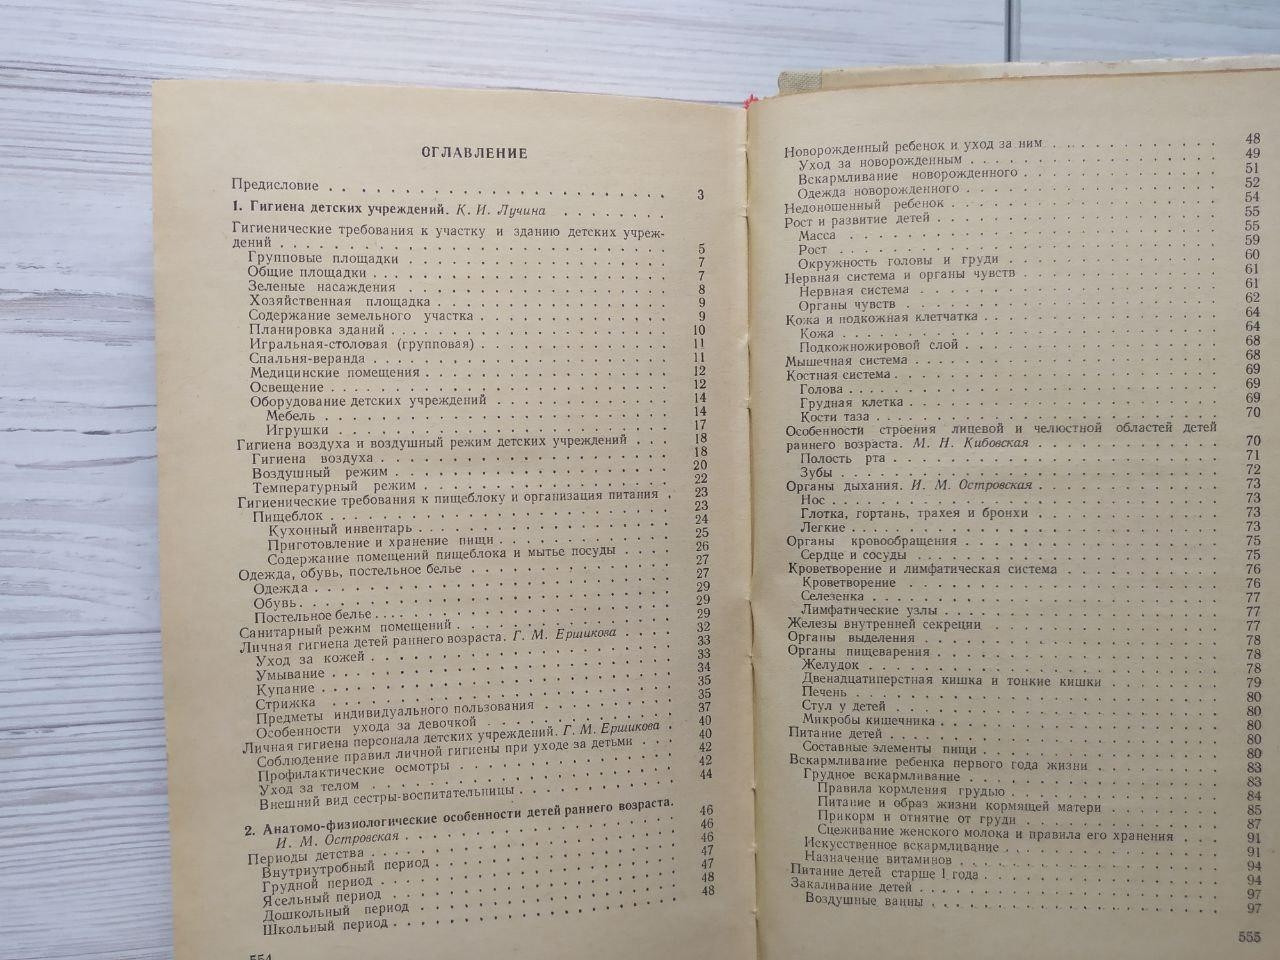 ОГЛАВЛЕНИЕ
Предисловие . . . . . . . . . . 3
1. Гигиена детских учреждений. К. И. Лучина . . . . . . .
Гигиенические требования к участку и зданию детских учреж-
дений . . . . . . . . . . 5
Групповые площадки . . . . . . . . . . 7
Общие площадки . . . . . . . . . . 7
Зеленые насаждения . . . . . . . . . . 8
Хозяйственная площадка . . . . . . . . . . 9
Содержание земельного участка . . . . . . . . . . 9
Планировка зданий . . . . . . . . . . 10
Игральная-столовая (групповая) . . . . . . . . . . 11
Спальня-веранда . . . . . . . . . . 11
Медицинские помещения . . . . . . . . . . 12
Освещение . . . . . . . . . . 12
Оборудование детских учреждений . . . . . . . . . . 14
Мебель . . . . . . . . . . 14
Игрушки . . . . . . . . . . 17
Гигиена воздуха и воздушный режим детских учреждений . . . 18
Гигиена воздуха . . . . . . . . . . 18
Воздушный режим . . . . . . . . . . 20
Температурный режим . . . . . . . . . . 22
Гигиенические требования к пищеблоку и организация питания . 23
Пищеблок . . . . . . . . . . 23
Кухонный инвентарь . . . . . . . . . . 24
Приготовление и хранение пищи . . . . . . . . . . 25
Содержание помещений пищеблока и мытье посуды . . . . 26
Одежда, обувь, постельное белье . . . . . . . . . . 27
Одежда . . . . . . . . . . 27
Обувь . . . . . . . . . . 29
Постельное белье . . . . . . . . . . 29
Санитарный режим помещений . . . . . . . . . . 29
Личная гигиена детей раннего возраста. Г. М. Ершикова . . . . 32
Уход за кожей . . . . . . . . . . 33
Умывание . . . . . . . . . . 33
Купание . . . . . . . . . . 34
Стрижка . . . . . . . . . . 35
Предметы индивидуального пользования . . . . . . . . . . 35
Особенности ухода за девочкой . . . . . . . . . . 37
Личная гигиена персонала детских учреждений. Г. М. Ершикова . 40
Соблюдение правил личной гигиены при уходе за детьми . . . 40
Профилактические осмотры . . . . . . . . . . 42
Уход за телом . . . . . . . . . . 42
Внешний вид сестры-воспитательницы . . . . . . . . . . 44
2. Анатомо-физиологические особенности детей раннего возраста.
И. М. Островская . . . . . . . . . . 46
Периоды детства . . . . . . . . . . 46
Внутриутробный период . . . . . . . . . . 46
Грудной период . . . . . . . . . . 47
Ясельный период . . . . . . . . . . 47
Дошкольный период . . . . . . . . . . 48
Школьный период . . . . . . . . . . 48
554
Новорожденный ребенок и уход за ним . . . . . . . . . . 48
Уход за новорожденным . . . . . . . . . . 49
Вскармливание новорожденного . . . . . . . . . . 51
Одежда новорожденного . . . . . . . . . . 52
Недоношенный ребенок . . . . . . . . . . 54
Рост и развитие детей . . . . . . . . . . 55
Масса . . . . . . . . . . 55
Рост . . . . . . . . . . 59
Окружность головы и груди . . . . . . . . . . 60
Нервная система и органы чувств . . . . . . . . . . 61
Нервная система . . . . . . . . . . 61
Органы чувств . . . . . . . . . . 62
Кожа и подкожная клетчатка . . . . . . . . . . 64
Кожа . . . . . . . . . . 64
Подкожножировой слой . . . . . . . . . . 68
Мышечная система . . . . . . . . . . 68
Костная система . . . . . . . . . . 69
Голова . . . . . . . . . . 69
Грудная клетка . . . . . . . . . . 69
Кости таза . . . . . . . . . . 70
Особенности строения лицевой и челюстной областей детей
раннего возраста. М. Н. Кибовская . . . . . . . . . . 70
Полость рта . . . . . . . . . . 71
Зубы . . . . . . . . . . 72
Органы дыхания. И. М. Островская . . . . . . . . . . 73
Нос . . . . . . . . . . 73
Глотка, гортань, трахея и бронхи . . . . . . . . . . 73
Легкие . . . . . . . . . . 73
Органы кровообращения . . . . . . . . . . 75
Сердце и сосуды . . . . . . . . . . 75
Кроветворение и лимфатическая система . . . . . . . . . . 76
Кроветворение . . . . . . . . . . 76
Селезенка . . . . . . . . . . 77
Лимфатические узлы . . . . . . . . . . 77
Железы внутренней секреции . . . . . . . . . . 77
Органы выделения . . . . . . . . . . 78
Органы пищеварения . . . . . . . . . . 78
Желудок . . . . . . . . . . 78
Двенадцатиперстная кишка и тонкие кишки . . . . . . . . 79
Печень . . . . . . . . . . 80
Стул у детей . . . . . . . . . . 80
Микробы кишечника . . . . . . . . . . 80
Питание детей . . . . . . . . . . 80
Составные элементы пищи . . . . . . . . . . 80
Вскармливание ребенка первого года жизни . . . . . . . . 83
Грудное вскармливание . . . . . . . . . . 83
Правила кормления грудью . . . . . . . . . . 84
Питание и образ жизни кормящей матери . . . . . . . . 85
Прикорм и отнятие от груди . . . . . . . . . . 87
Сцеживание женского молока и правила его хранения . . . 91
Искусственное вскармливание . . . . . . . . . . 91
Назначение витаминов . . . . . . . . . . 94
Питание детей старше 1 года . . . . . . . . . . 94
Закаливание детей . . . . . . . . . . 97
Воздушные ванны . . . . . . . . . . 97
555